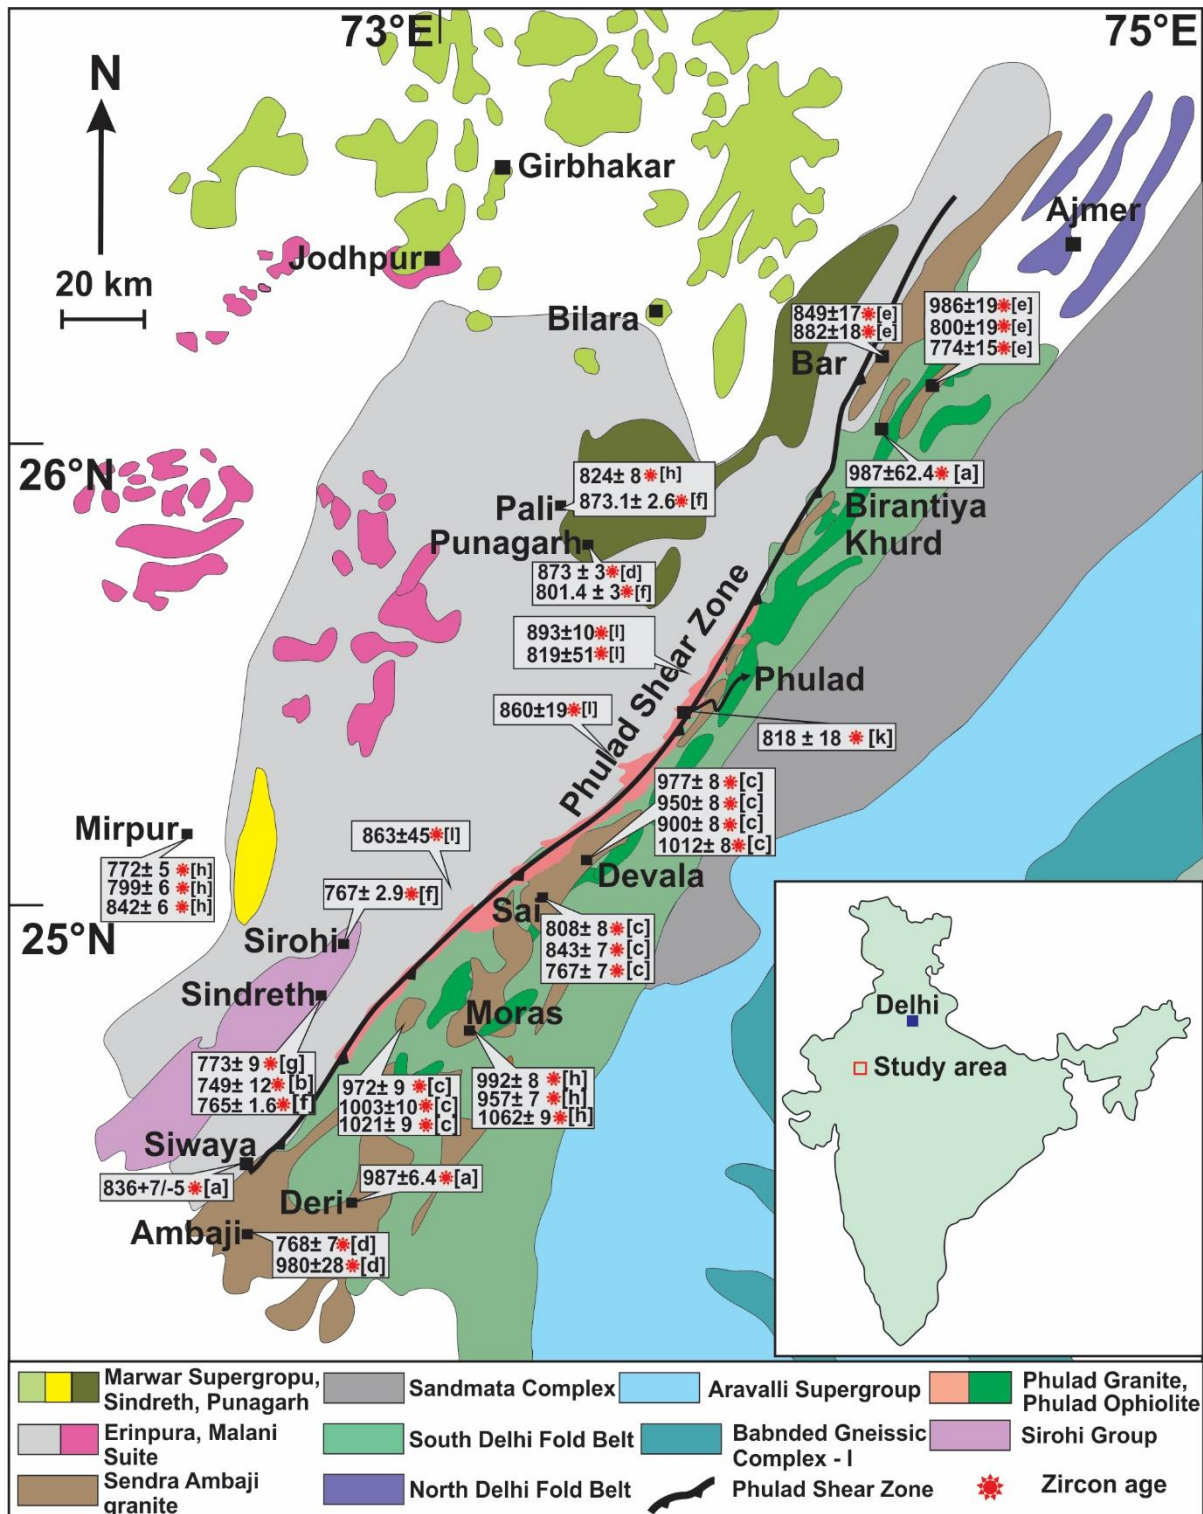 73°E
75°E
N
20 km
Girbhakar
Jodhpur
Bilara
Ajmer
849±17 [e]
882±18 [e]
986±19 [e]
800±19 [e]
774±15 [e]
Bar
26°N
987±62.4 [a]
824± 8 [h]
873.1± 2.6 [f]
Pali
Punagarh
Birantiya
Khurd
873 ± 3 [d]
801.4 ± 3 [f]
893±10 [l]
819±51 [l]
Phulad Shear Zone
Phulad
860±19 [l]
818 ± 18 [k]
977± 8 [c]
950± 8 [c]
900± 8 [c]
1012± 8 [c]
Mirpur
772± 5 [h]
799± 6 [h]
842± 6 [h]
863±45 [l]
Devala
767± 2.9 [f]
Sai
25°N
808± 8 [c]
843± 7 [c]
767± 7 [c]
Sirohi
Sindreth
Moras
773± 9 [g]
749± 12 [b]
765± 1.6 [f]
972± 9 [c]
1003±10 [c]
1021± 9 [c]
992± 8 [h]
957± 7 [h]
1062± 9 [h]
Siwaya
836+7/-5 [a]
Deri
987±6.4 [a]
Ambaji
768± 7 [d]
980±28 [d]
Delhi
Study area
Marwar Supergropu,
Sindreth, Punagarh
Sandmata Complex
Aravalli Supergroup
Phulad Granite,
Phulad Ophiolite
Erinpura, Malani
Suite
South Delhi Fold Belt
Babnded Gneissic
Complex - I
Sirohi Group
Sendra Ambaji
granite
North Delhi Fold Belt
Phulad Shear Zone
Zircon age